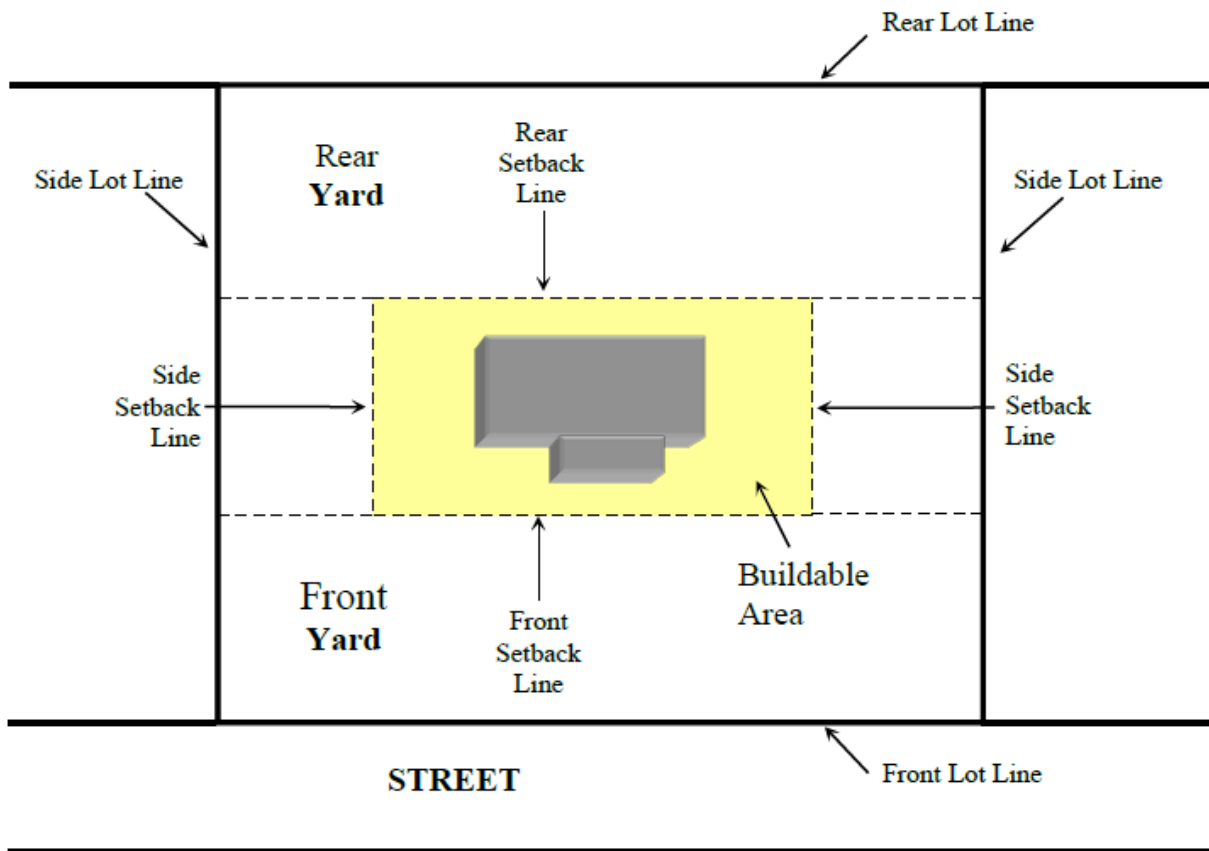 Rear Lot Line
Rear
Yard
Rear
Setback
Line
Side Lot Line
Side Lot Line
Side
Setback
Line
Side
Setback
Line
Buildable
Area
Front
Yard
Front
Setback
Line
STREET
Front Lot Line